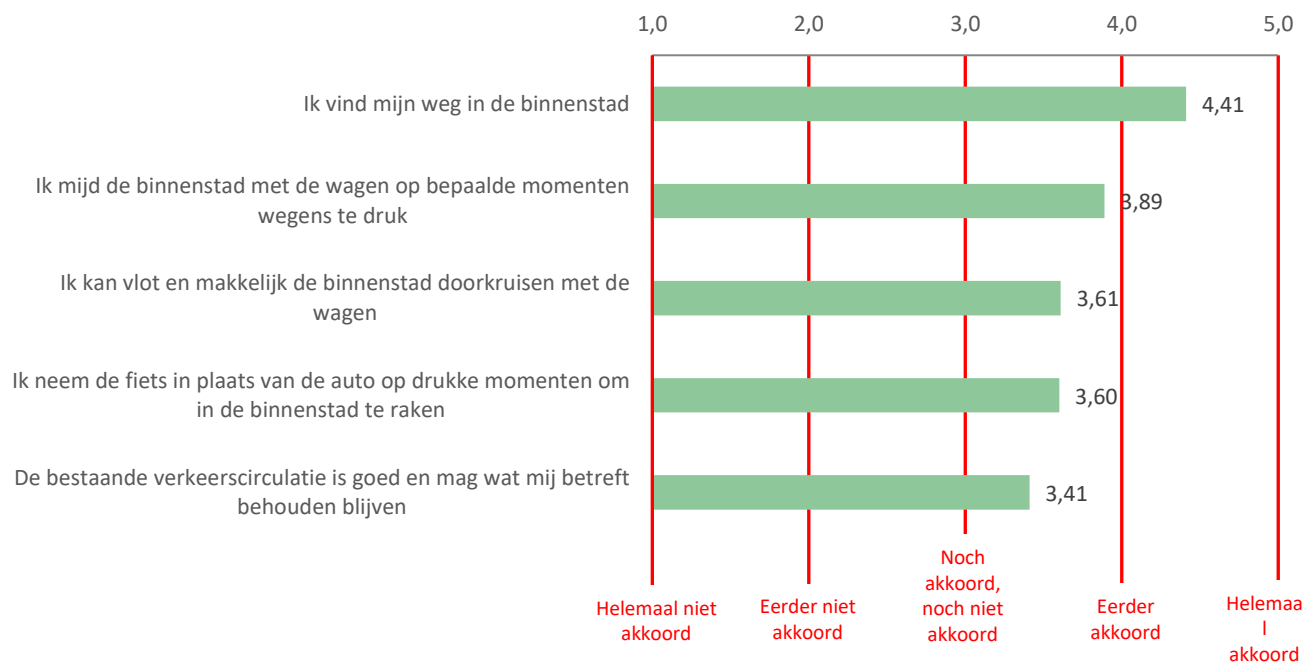 1,0 2,0 3,0 4,0 5,0
Ik vind mijn weg in de binnenstad
4,41
Ik mijd de binnenstad met de wagen op bepaalde momenten
wegens te druk
3,89
Ik kan vlot en makkelijk de binnenstad doorkruisen met de
wagen
3,61
Ik neem de fiets in plaats van de auto op drukke momenten om
in de binnenstad te raken
3,60
De bestaande verkeerscirculatie is goed en mag wat mij betreft
behouden blijven
3,41
Helemaal niet
akkoord
Eerder niet
akkoord
Noch
akkoord,
noch niet
akkoord
Eerder
akkoord
Helemaa
l
akkoord